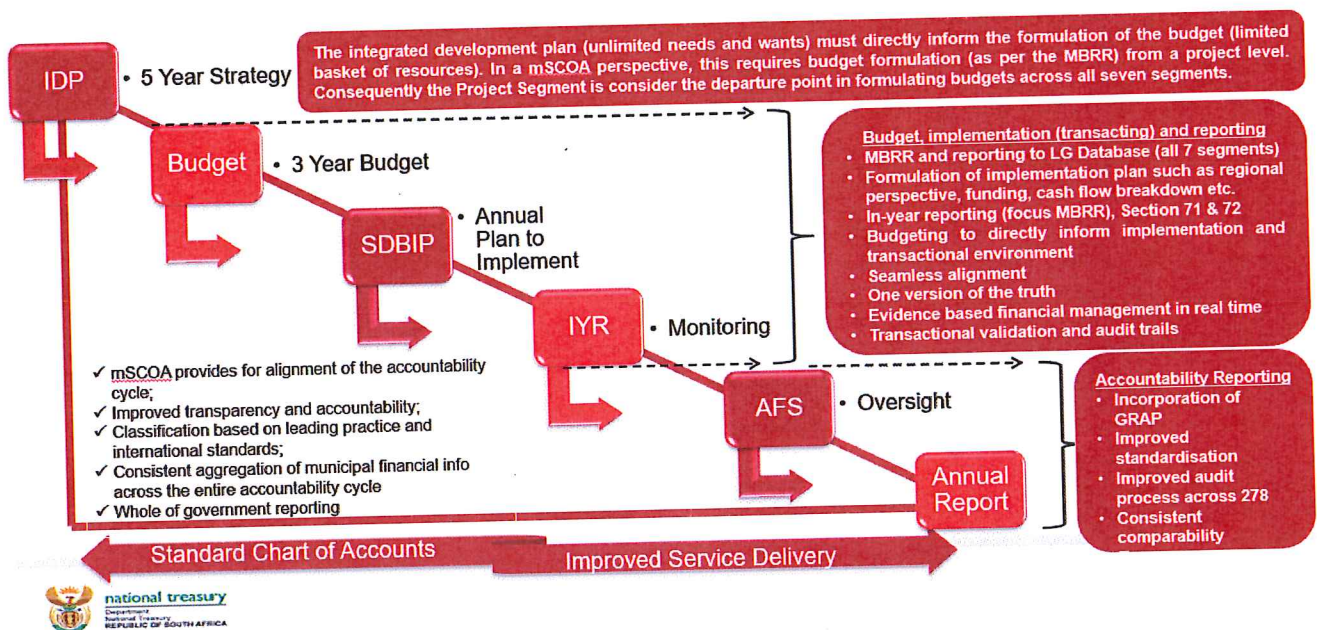 The integrated development plan (unlimited needs and wants) must directly inform the formulation of the budget (limited
basket of resources). In a mSCOA perspective, this requires budget formulation (as per the MBRR) from a project level.
Consequently the Project Segment is consider the departure point in formulating budgets across all seven segments.
IDP
• 5 Year Strategy
Budget
• 3 Year Budget
SDBIP
• Annual
Plan to
Implement
IYR
• Monitoring
AFS
• Oversight
Annual
Report
Budget, implementation (transacting) and reporting
• MBRR and reporting to LG Database (all 7 segments)
• Formulation of implementation plan such as regional
perspective, funding, cash flow breakdown etc.
• In-year reporting (focus MBRR), Section 71 & 72
• Budgeting to directly inform implementation and
transactional environment
• Seamless alignment
• One version of the truth
• Evidence based financial management in real time
• Transactional validation and audit trails
✓ mSCOA provides for alignment of the accountability
cycle;
✓ Improved transparency and accountability;
✓ Classification based on leading practice and
international standards;
✓ Consistent aggregation of municipal financial info
across the entire accountability cycle
✓ Whole of government reporting
Accountability Reporting
• Incorporation of
GRAP
• Improved
standardisation
• Improved audit
process across 278
• Consistent
comparability
Standard Chart of Accounts
Improved Service Delivery
national treasury
Department:
National Treasury
REPUBLIC OF SOUTH AFRICA